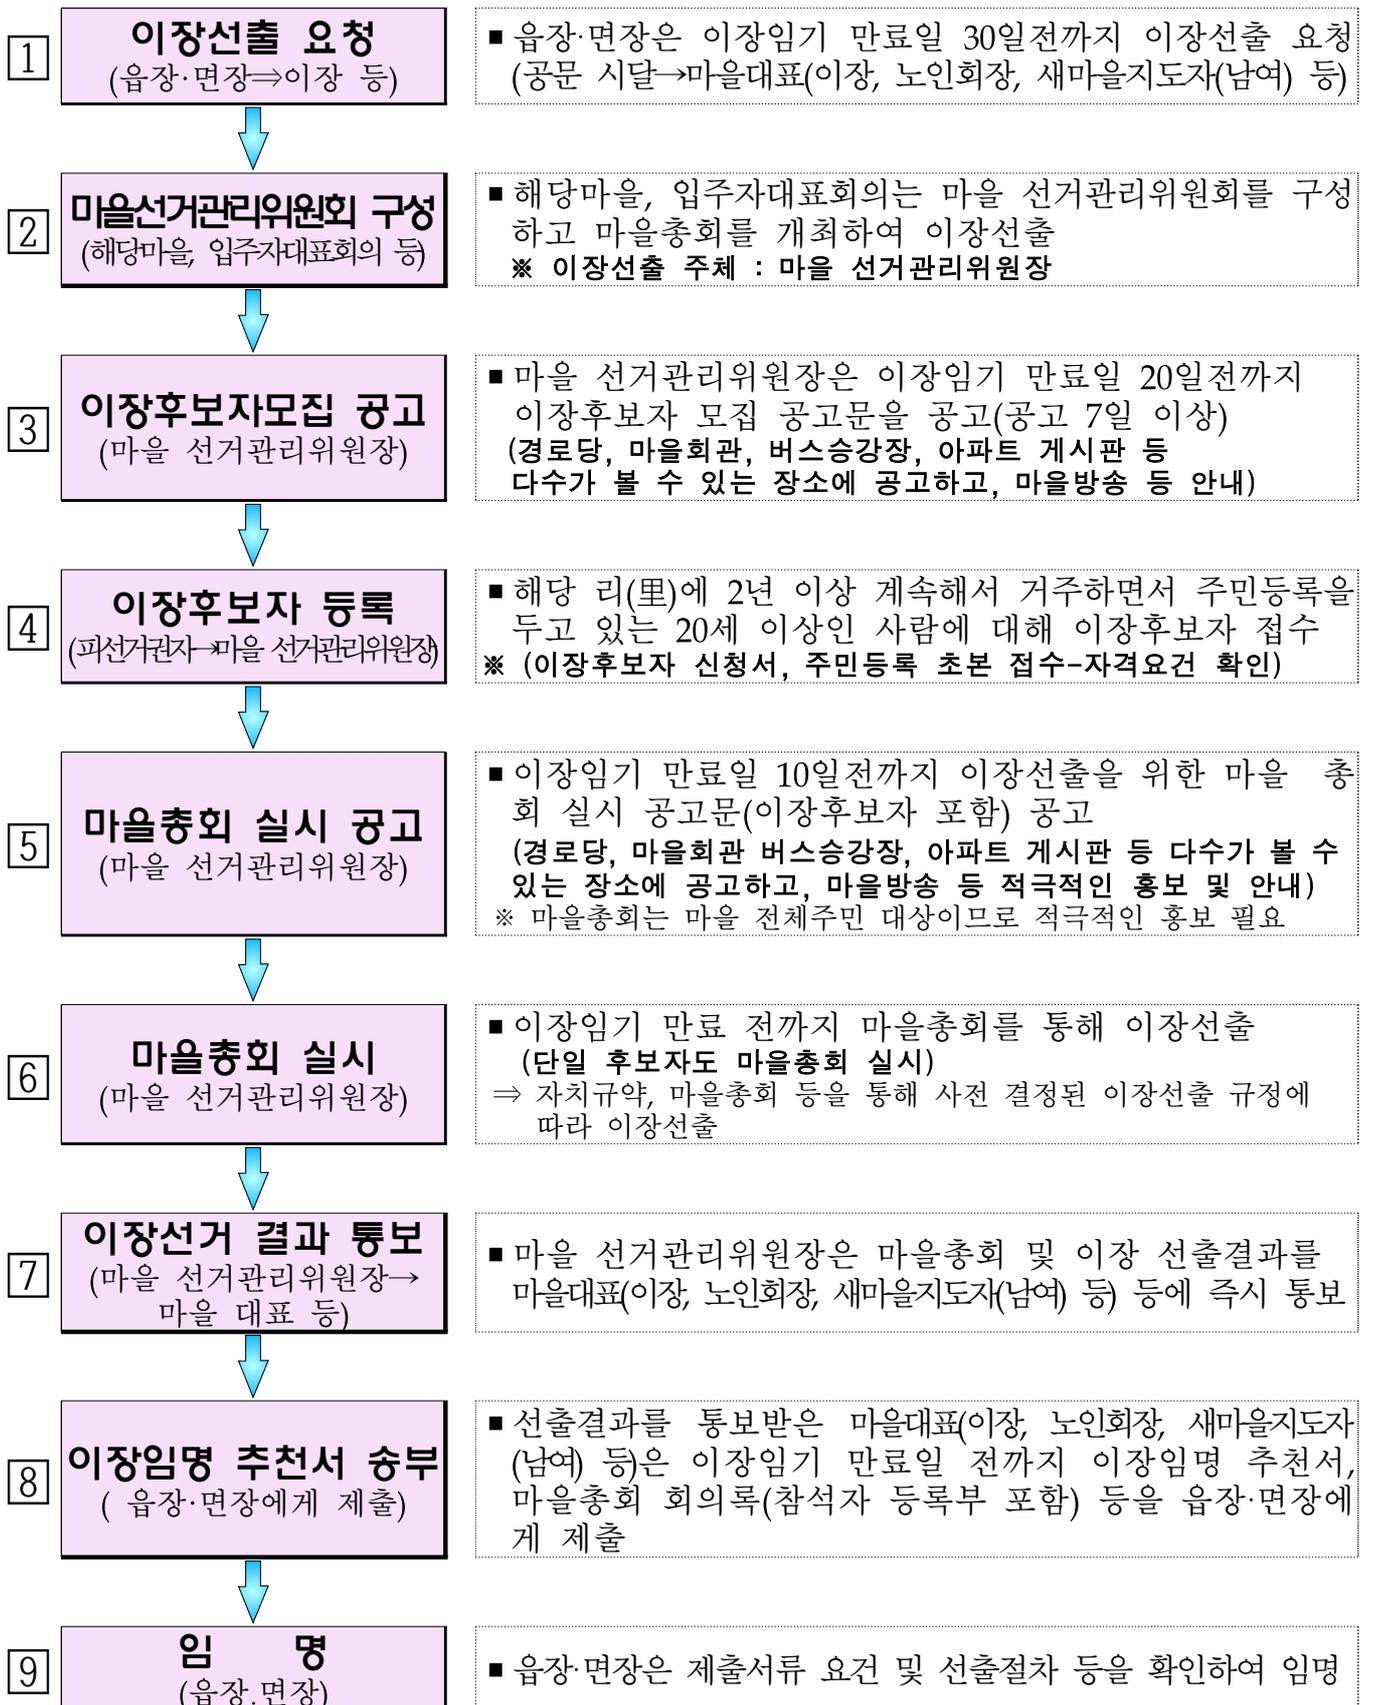 1
이장선출 요청
(읍장·면장⇒이장 등)
■ 읍장·면장은 이장임기 만료일 30일전까지 이장선출 요청
(공문 시달→마을대표(이장, 노인회장, 새마을지도자(남여) 등)
2
마을선거관리위원회 구성
(해당마을, 입주자대표회의 등)
■ 해당마을, 입주자대표회의는 마을 선거관리위원회를 구성
하고 마을총회를 개최하여 이장선출
※ 이장선출 주체 : 마을 선거관리위원장
3
이장후보자모집 공고
(마을 선거관리위원장)
■ 마을 선거관리위원장은 이장임기 만료일 20일전까지
이장후보자 모집 공고문을 공고(공고 7일 이상)
(경로당, 마을회관, 버스승강장, 아파트 게시판 등
다수가 볼 수 있는 장소에 공고하고, 마을방송 등 안내)
4
이장후보자 등록
(피선거권자→마을 선거관리위원장)
■ 해당 리(里)에 2년 이상 계속해서 거주하면서 주민등록을
두고 있는 20세 이상인 사람에 대해 이장후보자 접수
※ (이장후보자 신청서, 주민등록 초본 접수-자격요건 확인)
5
마을총회 실시 공고
(마을 선거관리위원장)
■ 이장임기 만료일 10일전까지 이장선출을 위한 마을 총
회 실시 공고문(이장후보자 포함) 공고
(경로당, 마을회관 버스승강장, 아파트 게시판 등 다수가 볼 수
있는 장소에 공고하고, 마을방송 등 적극적인 홍보 및 안내)
※ 마을총회는 마을 전체주민 대상이므로 적극적인 홍보 필요
6
마을총회 실시
(마을 선거관리위원장)
■ 이장임기 만료 전까지 마을총회를 통해 이장선출
(단일 후보자도 마을총회 실시)
⇒ 자치규약, 마을총회 등을 통해 사전 결정된 이장선출 규정에
따라 이장선출
7
이장선거 결과 통보
(마을 선거관리위원장→
마을 대표 등)
■ 마을 선거관리위원장은 마을총회 및 이장 선출결과를
마을대표(이장, 노인회장, 새마을지도자(남여) 등) 등에 즉시 통보
8
이장임명 추천서 송부
( 읍장·면장에게 제출)
■ 선출결과를 통보받은 마을대표(이장, 노인회장, 새마을지도자
(남여) 등)은 이장임기 만료일 전까지 이장임명 추천서,
마을총회 회의록(참석자 등록부 포함) 등을 읍장·면장에
게 제출
9
임 명
(읍장·면장)
■ 읍장·면장은 제출서류 요건 및 선출절차 등을 확인하여 임명